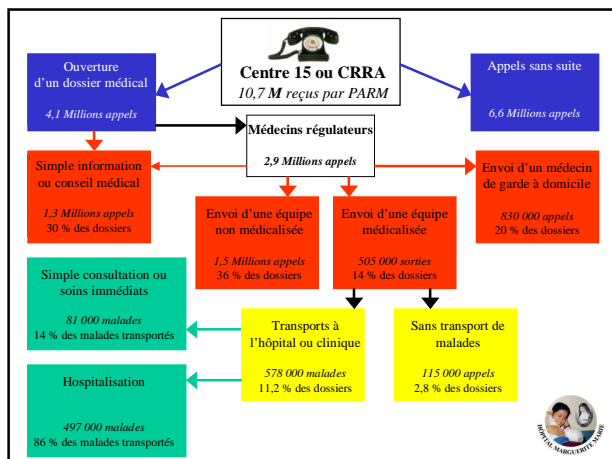 Centre 15 ou CRRA
10,7 M reçus par PARM
Ouverture
d'un dossier médical
4,1 Millions appels
Appels sans suite
6,6 Millions appels
Médecins régulateurs
2,9 Millions appels
Simple information
ou conseil médical
1,3 Millions appels
30 % des dossiers
Envoi d'une équipe
non médicalisée
1,5 Millions appels
36 % des dossiers
Envoi d'une équipe
médicalisée
505 000 sorties
14 % des dossiers
Envoi d'un médecin
de garde à domicile
830 000 appels
20 % des dossiers
Simple consultation ou
soins immédiats
81 000 malades
14 % des malades transportés
Transports à
l'hôpital ou clinique
578 000 malades
11,2 % des dossiers
Sans transport de
malades
115 000 appels
2,8 % des dossiers
Hospitalisation
497 000 malades
86 % des malades transportés
HÔPITAL MARGUERITE MARIE